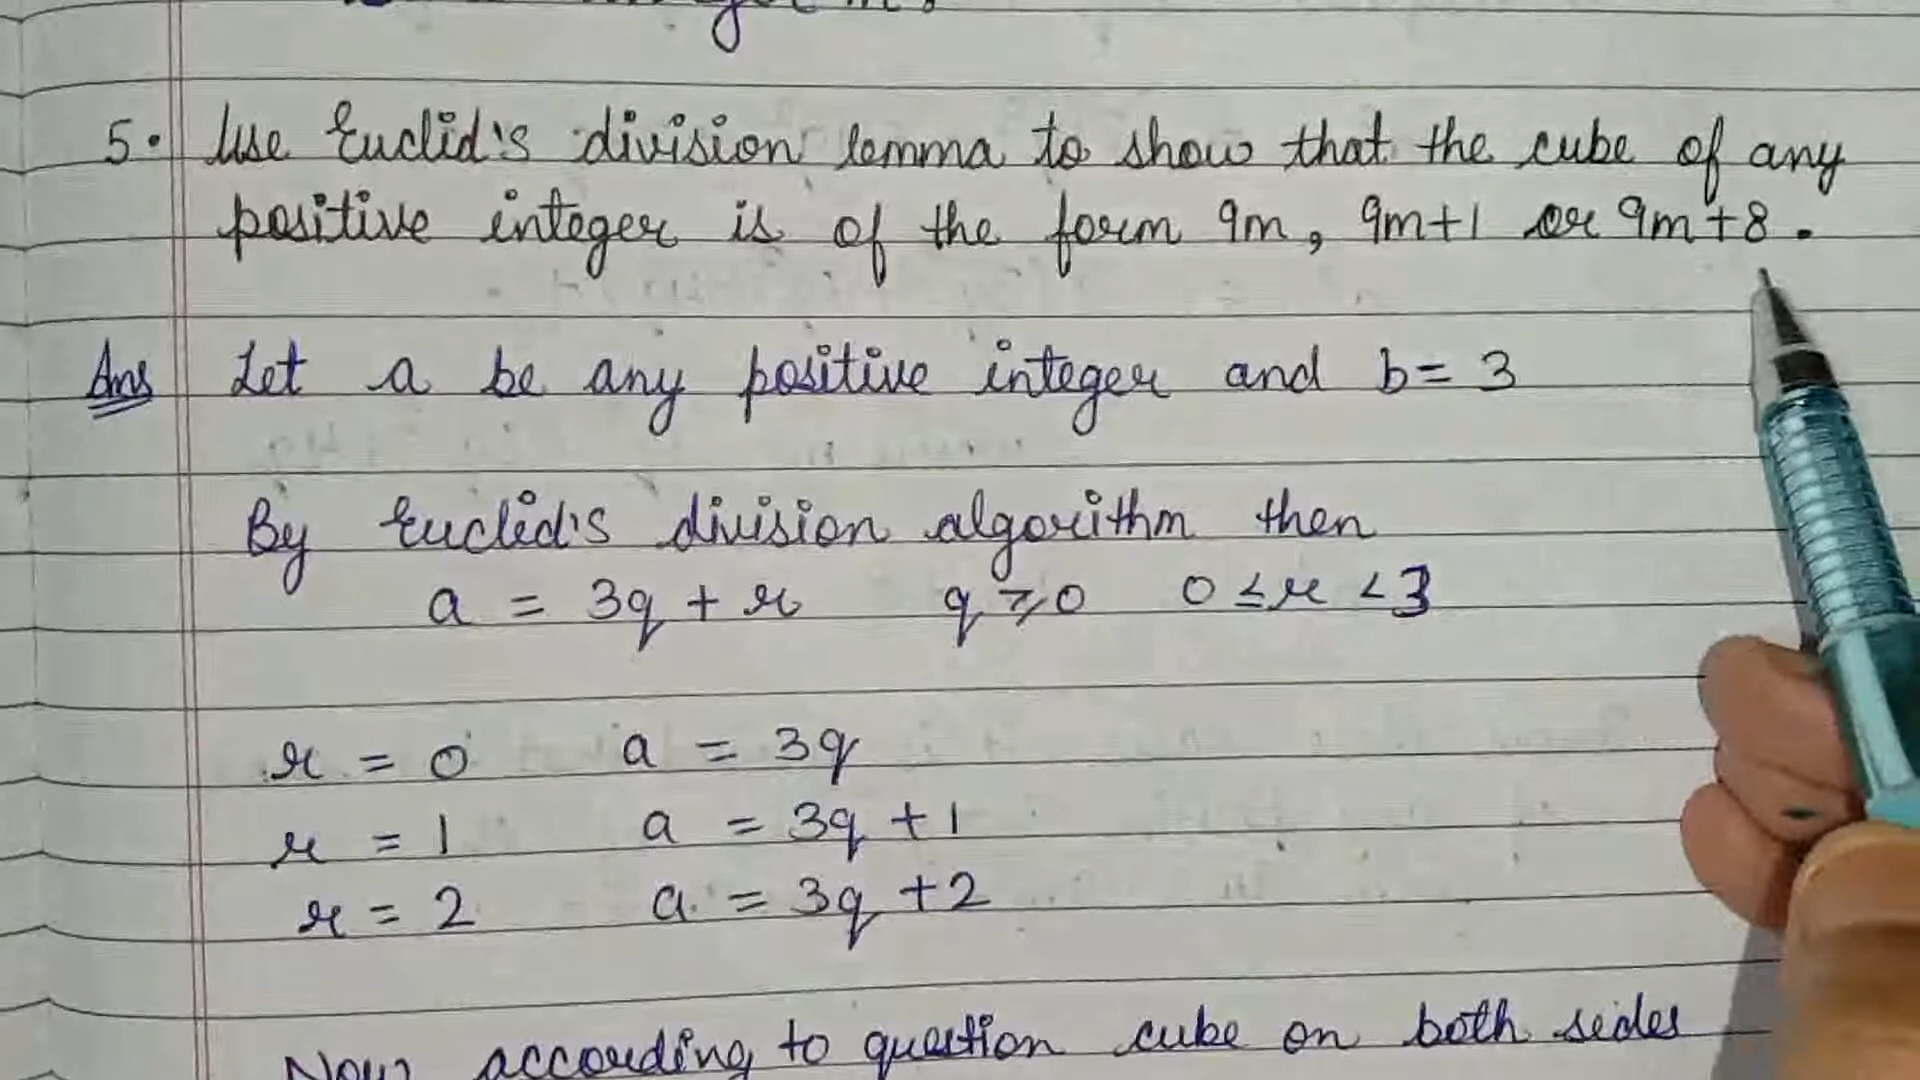 5. Use Euclid's division lemma to show that the cube of any
positive integer is of the form 9m, 9m+1 or 9m+8.
Ans Let a be any positive integer and b = 3
By Euclid's division algorithm then
a = 3q + r q ≥ 0 0 ≤ r < 3
r = 0 a = 3q
r = 1 a = 3q + 1
r = 2 a = 3q + 2
Now according to question cube on both sides